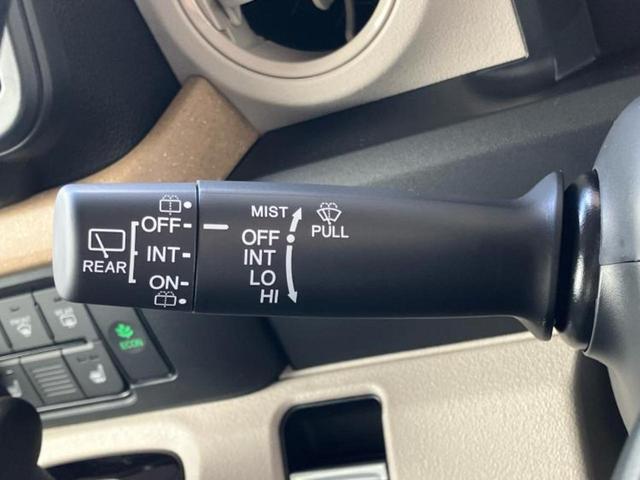 OFF
INT
ON
REAR
MIST
OFF
INT
LO
HI
PULL
ECON